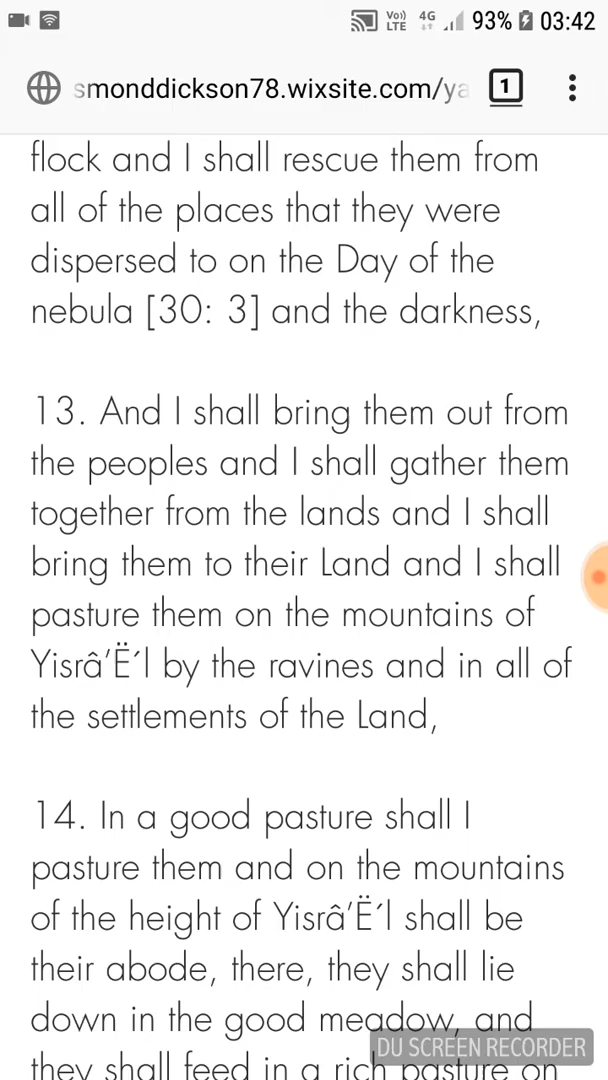 Vo)) LTE 4G 93% 03:42
smonddickson78.wixsite.com/ya 1
flock and I shall rescue them from
all of the places that they were
dispersed to on the Day of the
nebula [30: 3] and the darkness,
13. And I shall bring them out from
the peoples and I shall gather them
together from the lands and I shall
bring them to their Land and I shall
pasture them on the mountains of
Yisrâ'Ë´l by the ravines and in all of
the settlements of the Land,
14. In a good pasture shall I
pasture them and on the mountains
of the height of Yisrâ'Ë´l shall be
their abode, there, they shall lie
down in the good meadow, and
DU SCREEN RECORDER
they shall feed in a rich pasture on